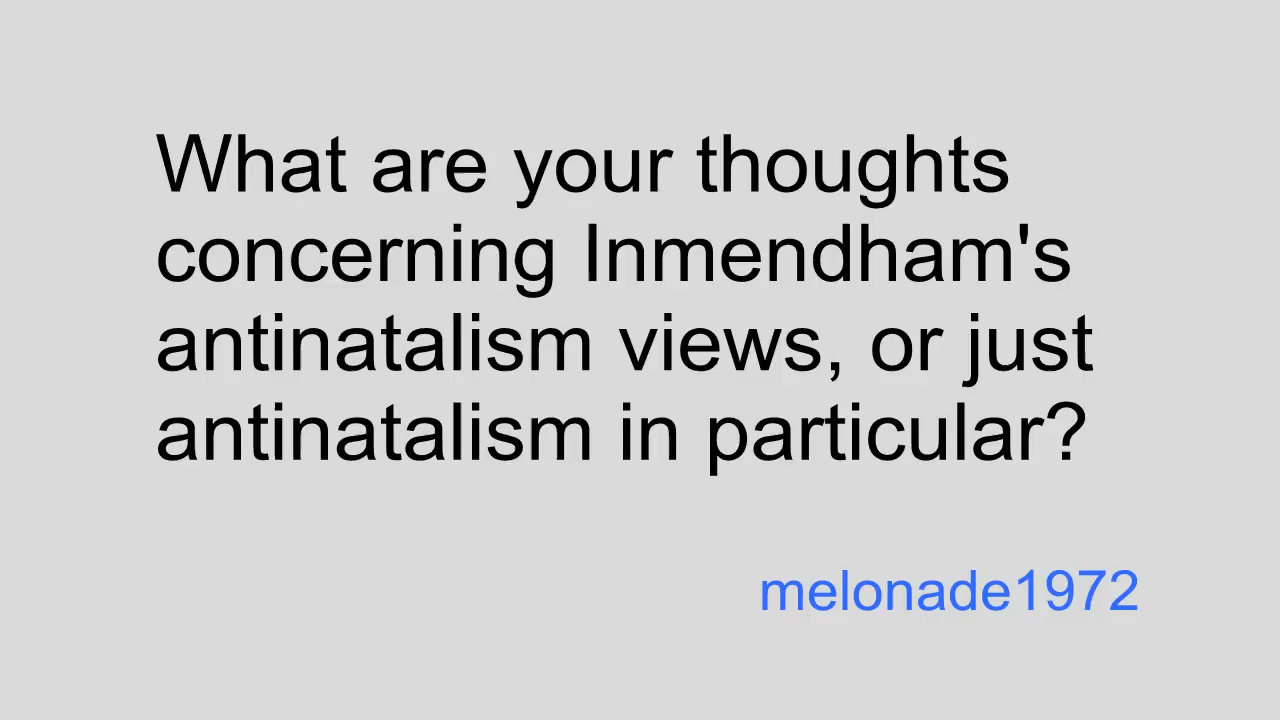 What are your thoughts
concerning Inmendham's
antinatalism views, or just
antinatalism in particular?
melonade1972